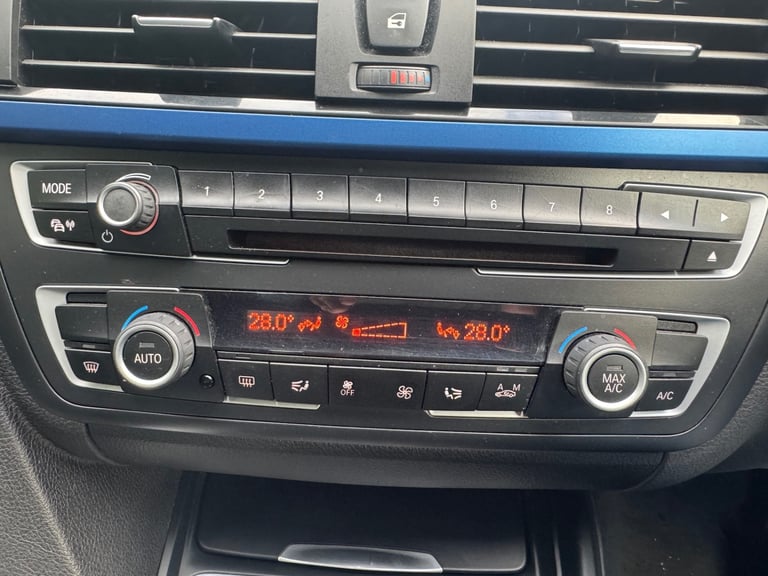 MODE 1 2 3 4 5 6 7 8
28.0° 28.0°
AUTO MAX A/C
OFF A M A/C